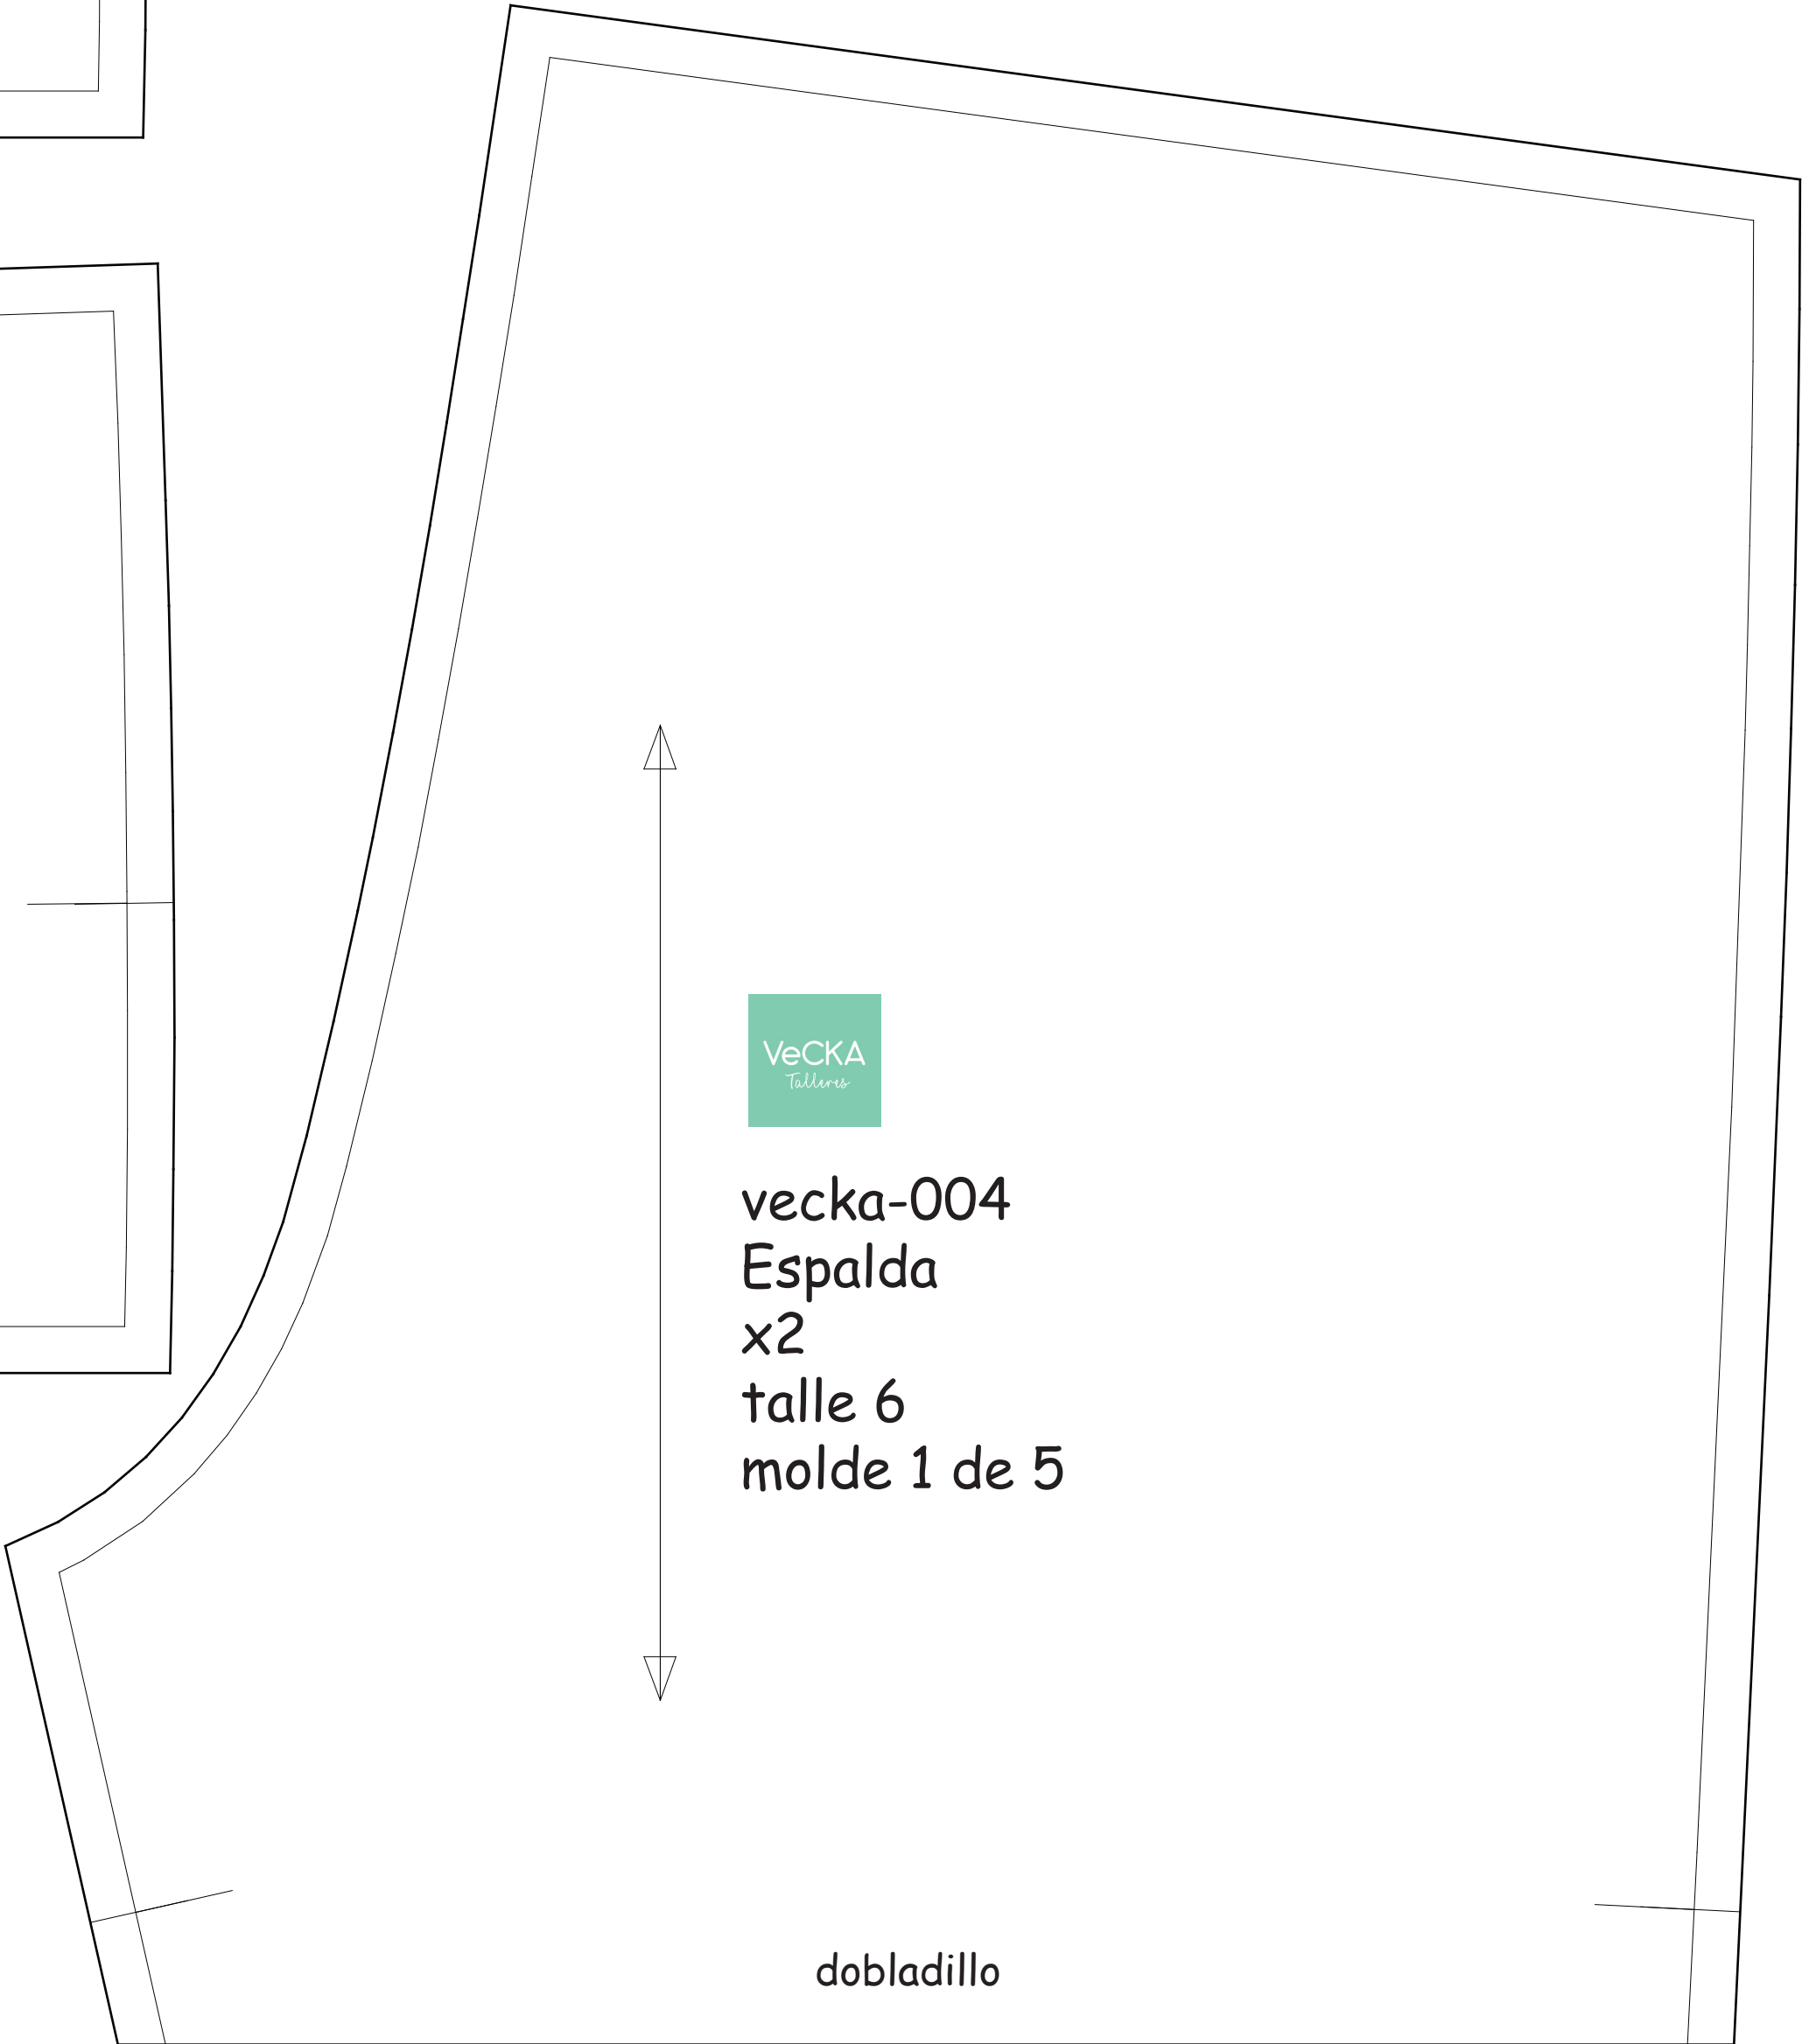 VeCKA
Talleres
vecka-004
Espalda
x2
talle 6
molde 1 de 5
dobladillo